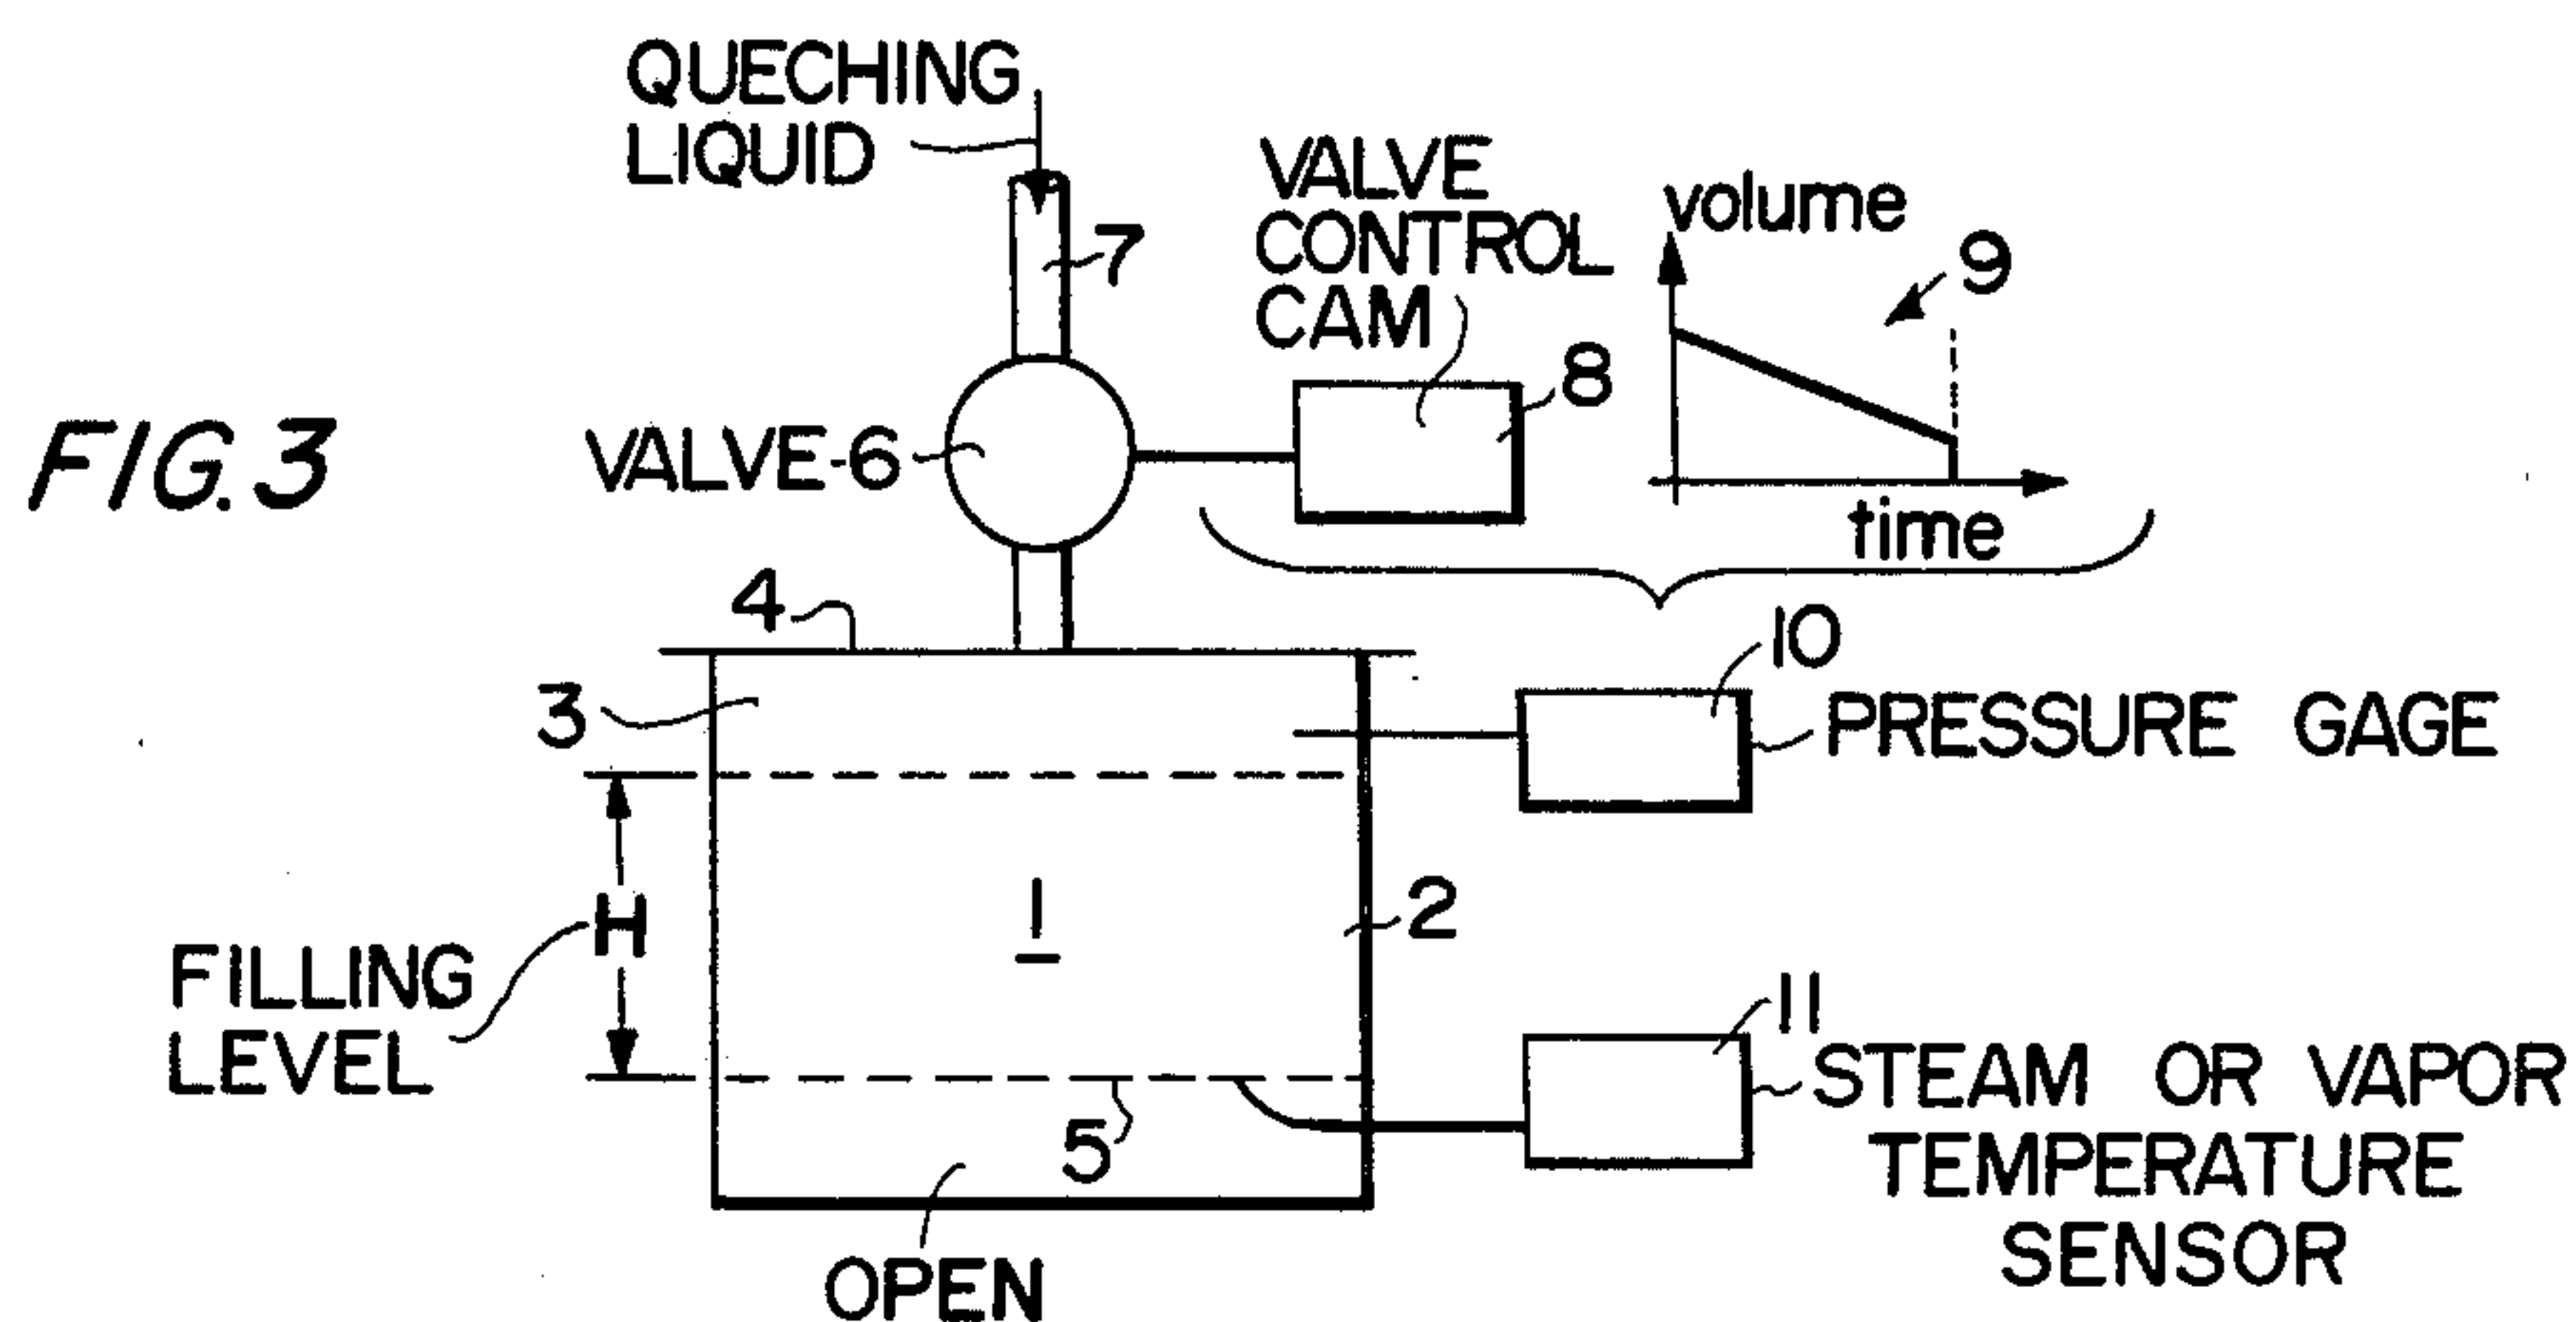 QUECHING
LIQUID
VALVE
CONTROL
CAM
volume
9
7
8
FIG. 3
VALVE-6
time
4
10
3
PRESSURE GAGE
1
2
H
FILLING
LEVEL
11
STEAM OR VAPOR
TEMPERATURE
SENSOR
5
OPEN